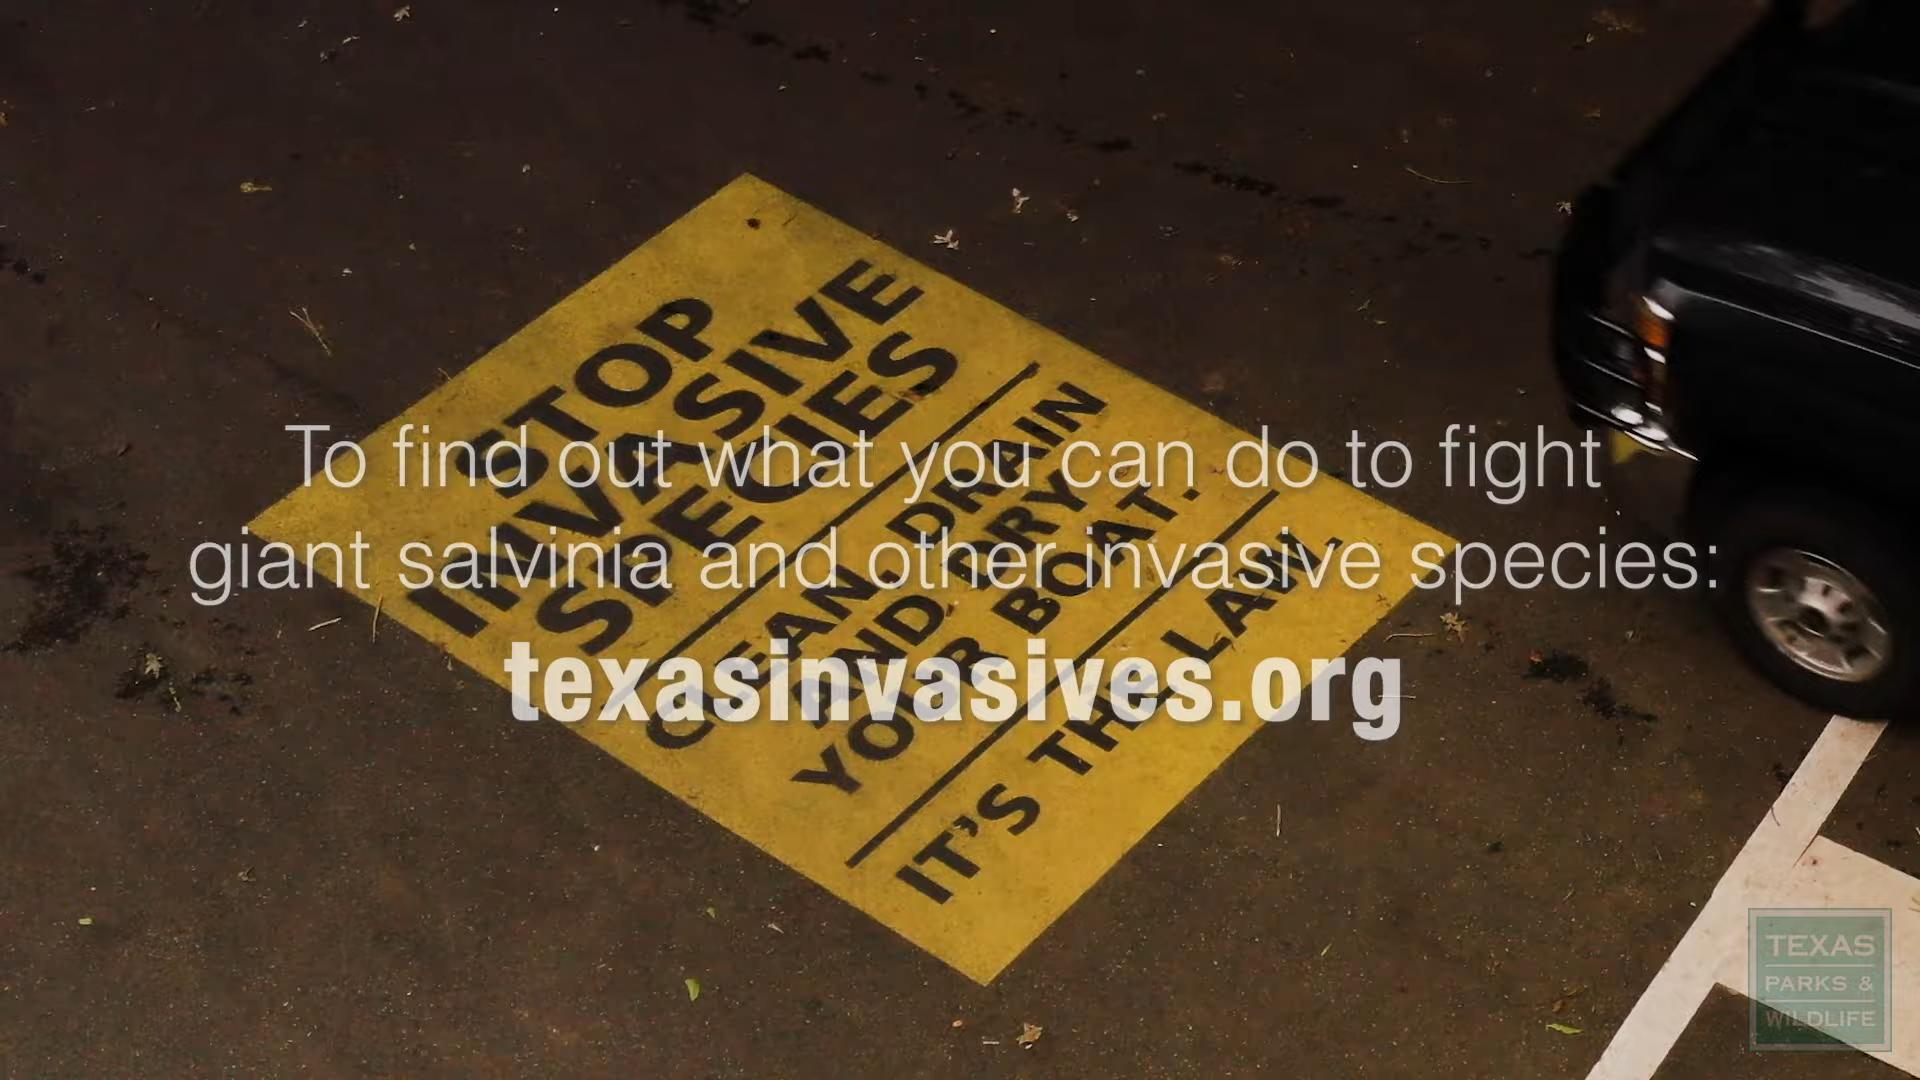 To find out what you can do to fight
giant salvinia and other invasive species:
texasinvasives.org
STOP
INVASIVE
SPECIES
CLEAN, DRAIN
AND DRY
YOUR BOAT.
IT'S THE LAW.
TEXAS
PARKS &
WILDLIFE